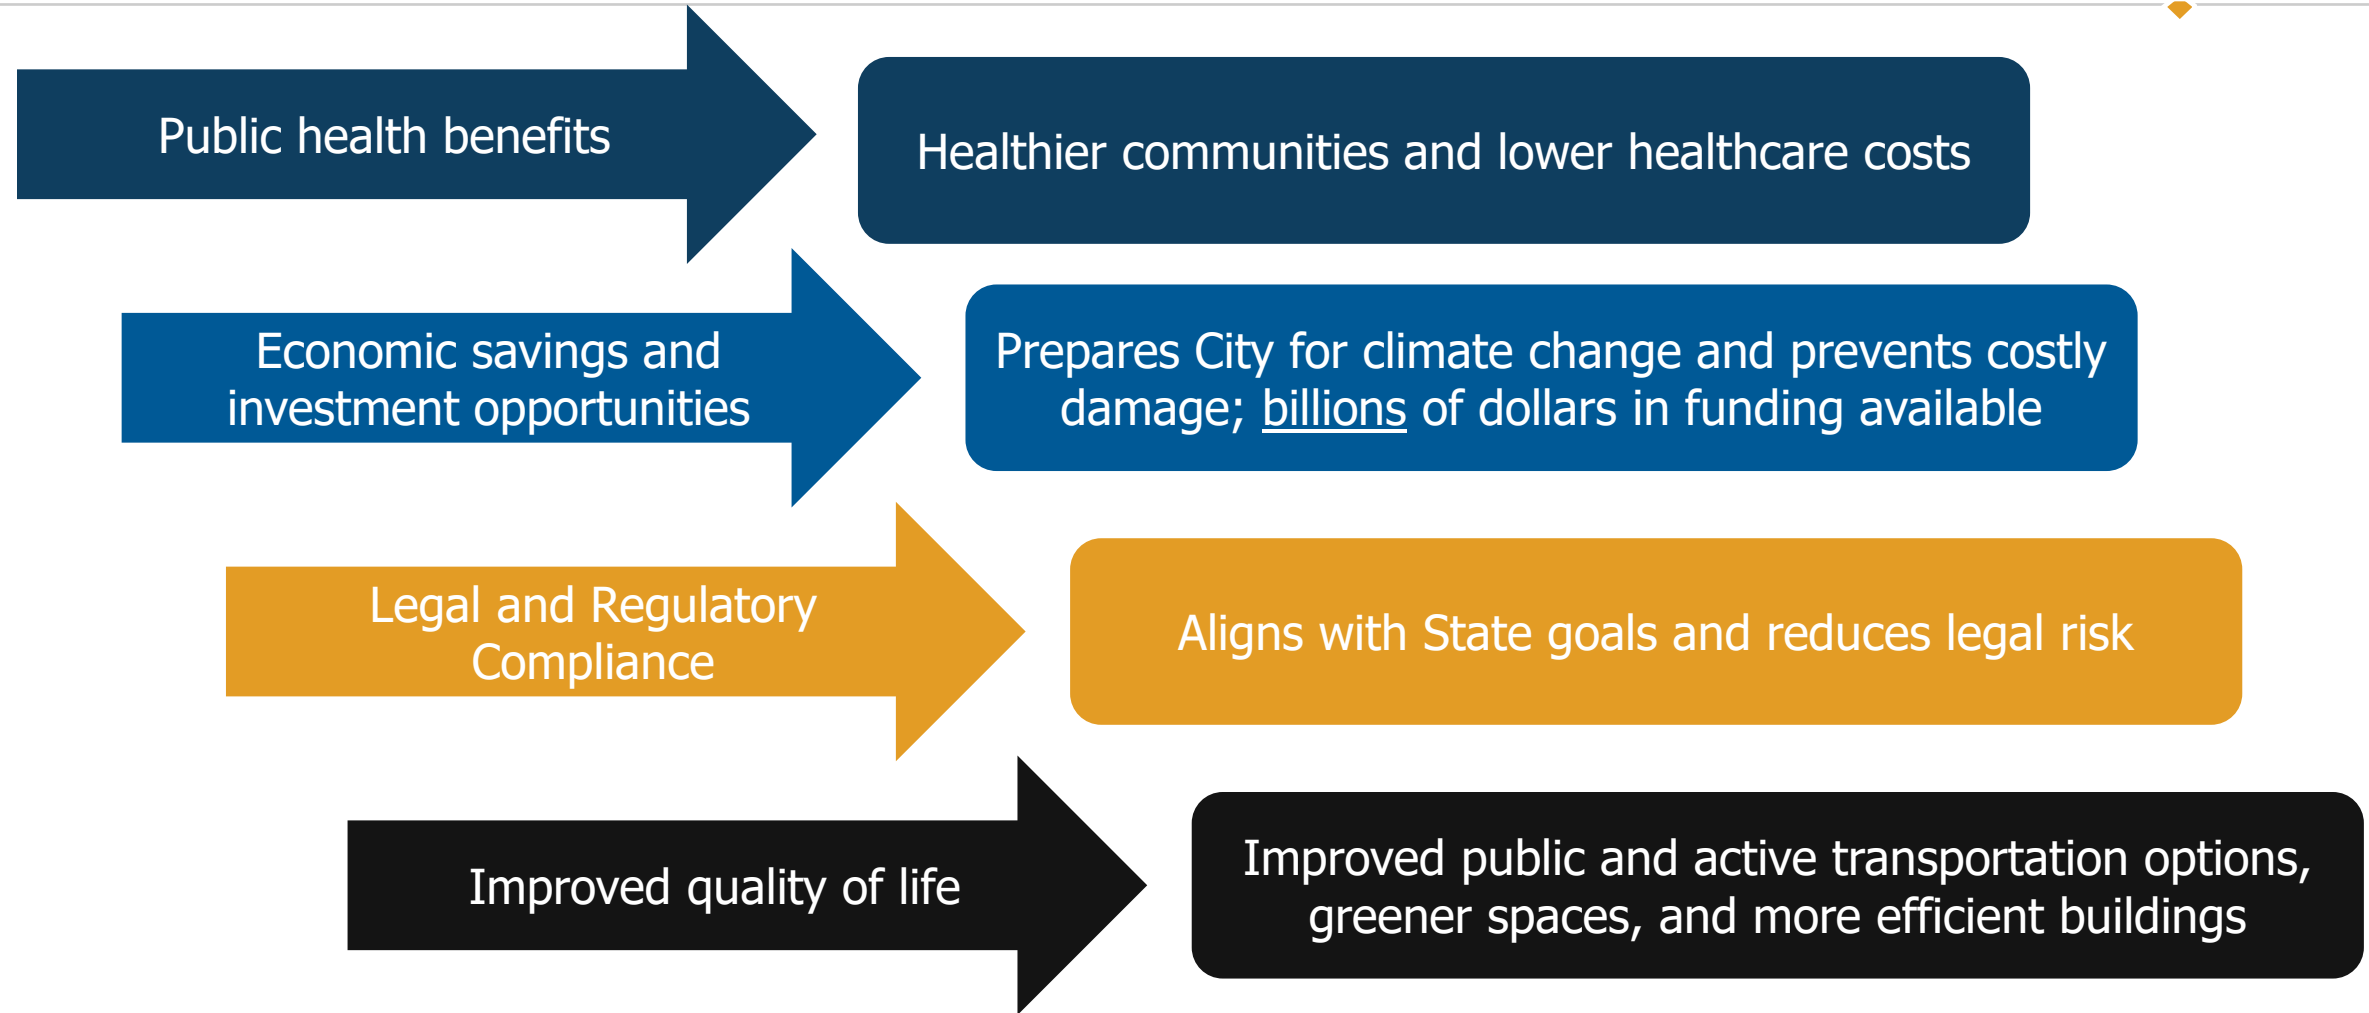 Public health benefits
Healthier communities and lower healthcare costs
Economic savings and
investment opportunities
Prepares City for climate change and prevents costly
damage; billions of dollars in funding available
Legal and Regulatory
Compliance
Aligns with State goals and reduces legal risk
Improved quality of life
Improved public and active transportation options,
greener spaces, and more efficient buildings